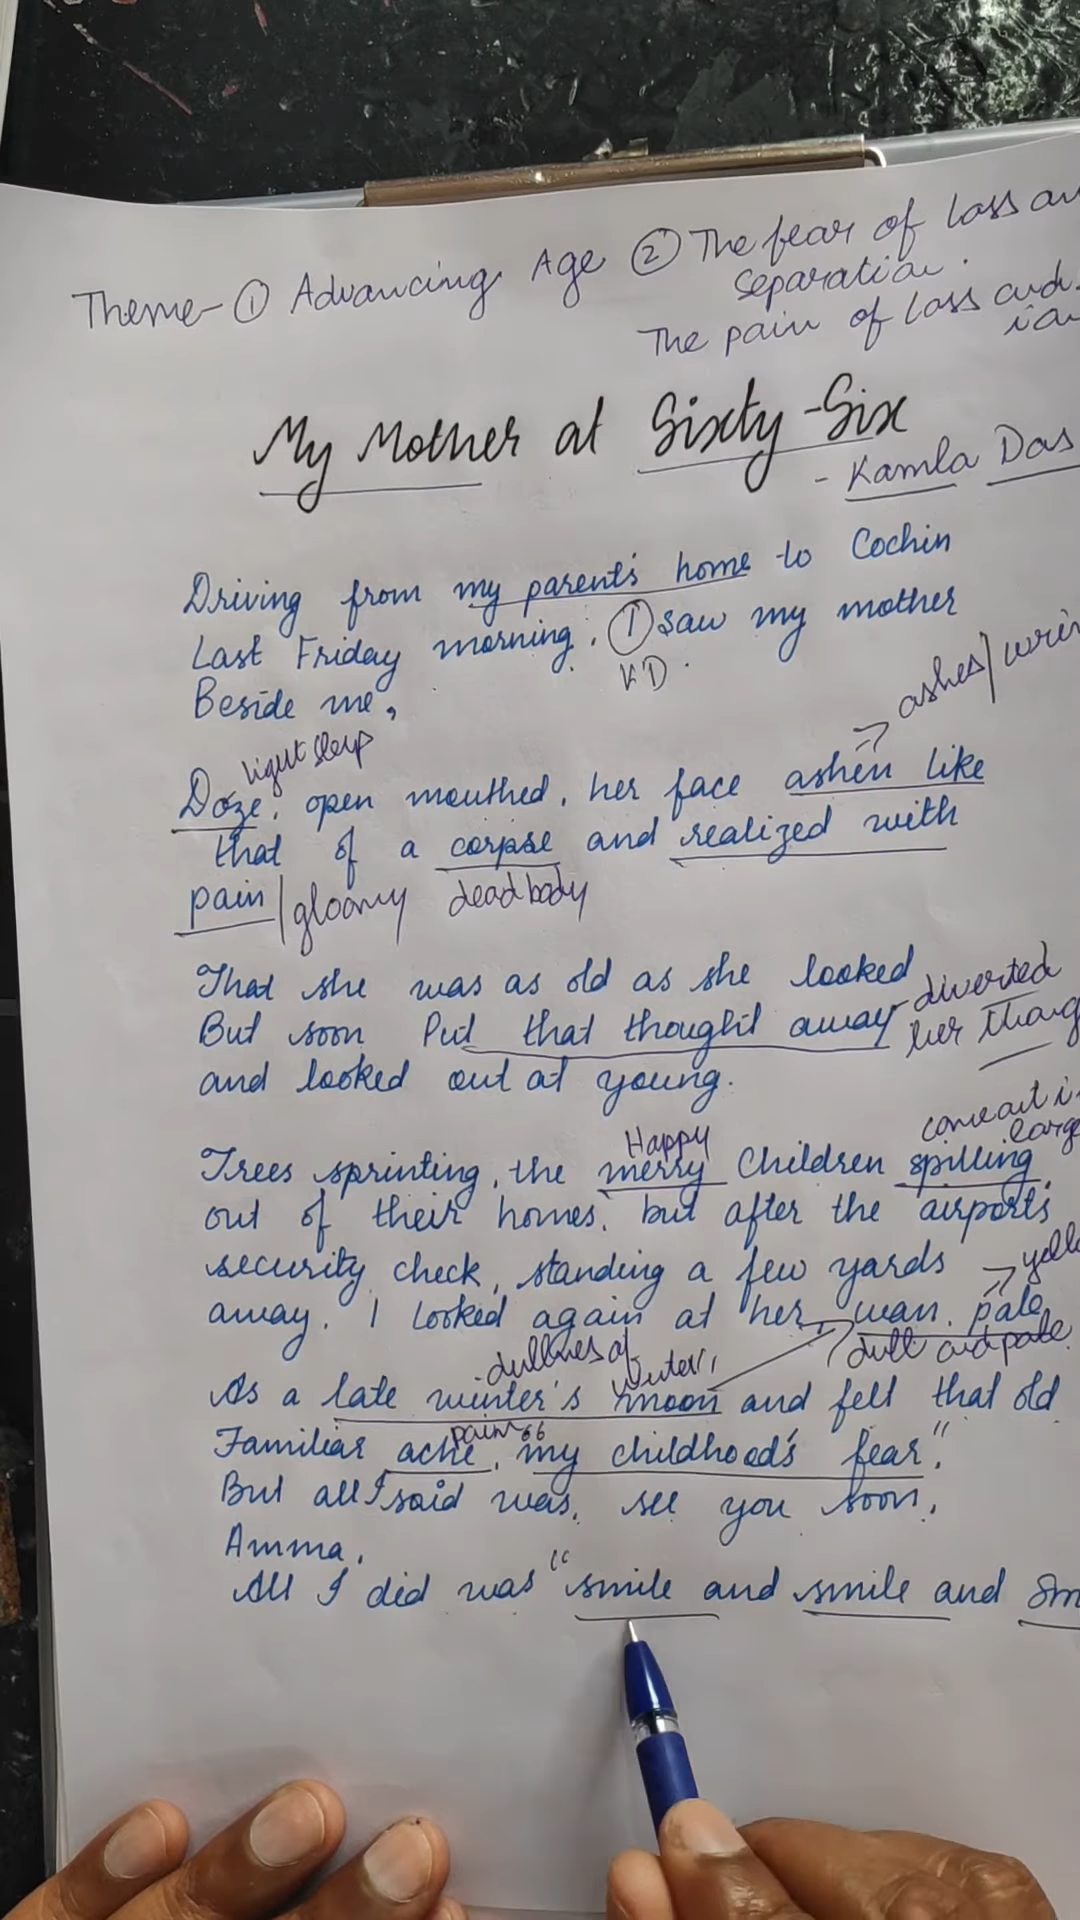 Theme- ① Advancing Age ② The fear of loss an
separation.
The pain of loss and
My Mother at Sixty-Six
- Kamla Das
Driving from my parent's home to Cochin
Last Friday morning, I saw my mother
KD
Beside me,
ashes/
light sleep
Doze, open mouthed, her face ashen like
that of a corpse and realized with
pain/gloomy dead body
That she was as old as she looked
diverted
But soon Put that thought away
her
and looked out at young.
Happy
Trees sprinting, the merry Children spilling
out of their homes, but after the airport's
security check, standing a few yards
away, I looked again at her, wan, pale
dullness of winter dull and pale
As a late winter's moon and felt that old
pain
Familiar ache, "my childhood's fear",
But all I said was, see you soon,
Amma,
All I did was "smile and smile and sm